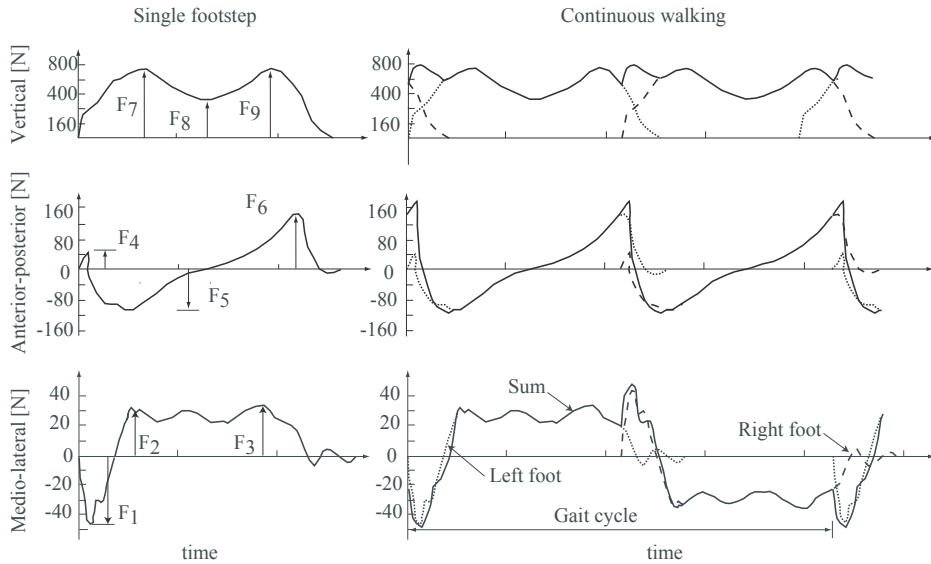 Single footstep
Continuous walking
Vertical [N]
800
400
160
F7
F8
F9
800
400
160
Anterior-posterior [N]
160
80
0
-80
-160
F4
F5
F6
160
80
0
-80
-160
Medio-lateral [N]
40
20
0
-20
-40
F1
F2
F3
time
40
20
0
-20
-40
Sum
Left foot
Right foot
Gait cycle
time